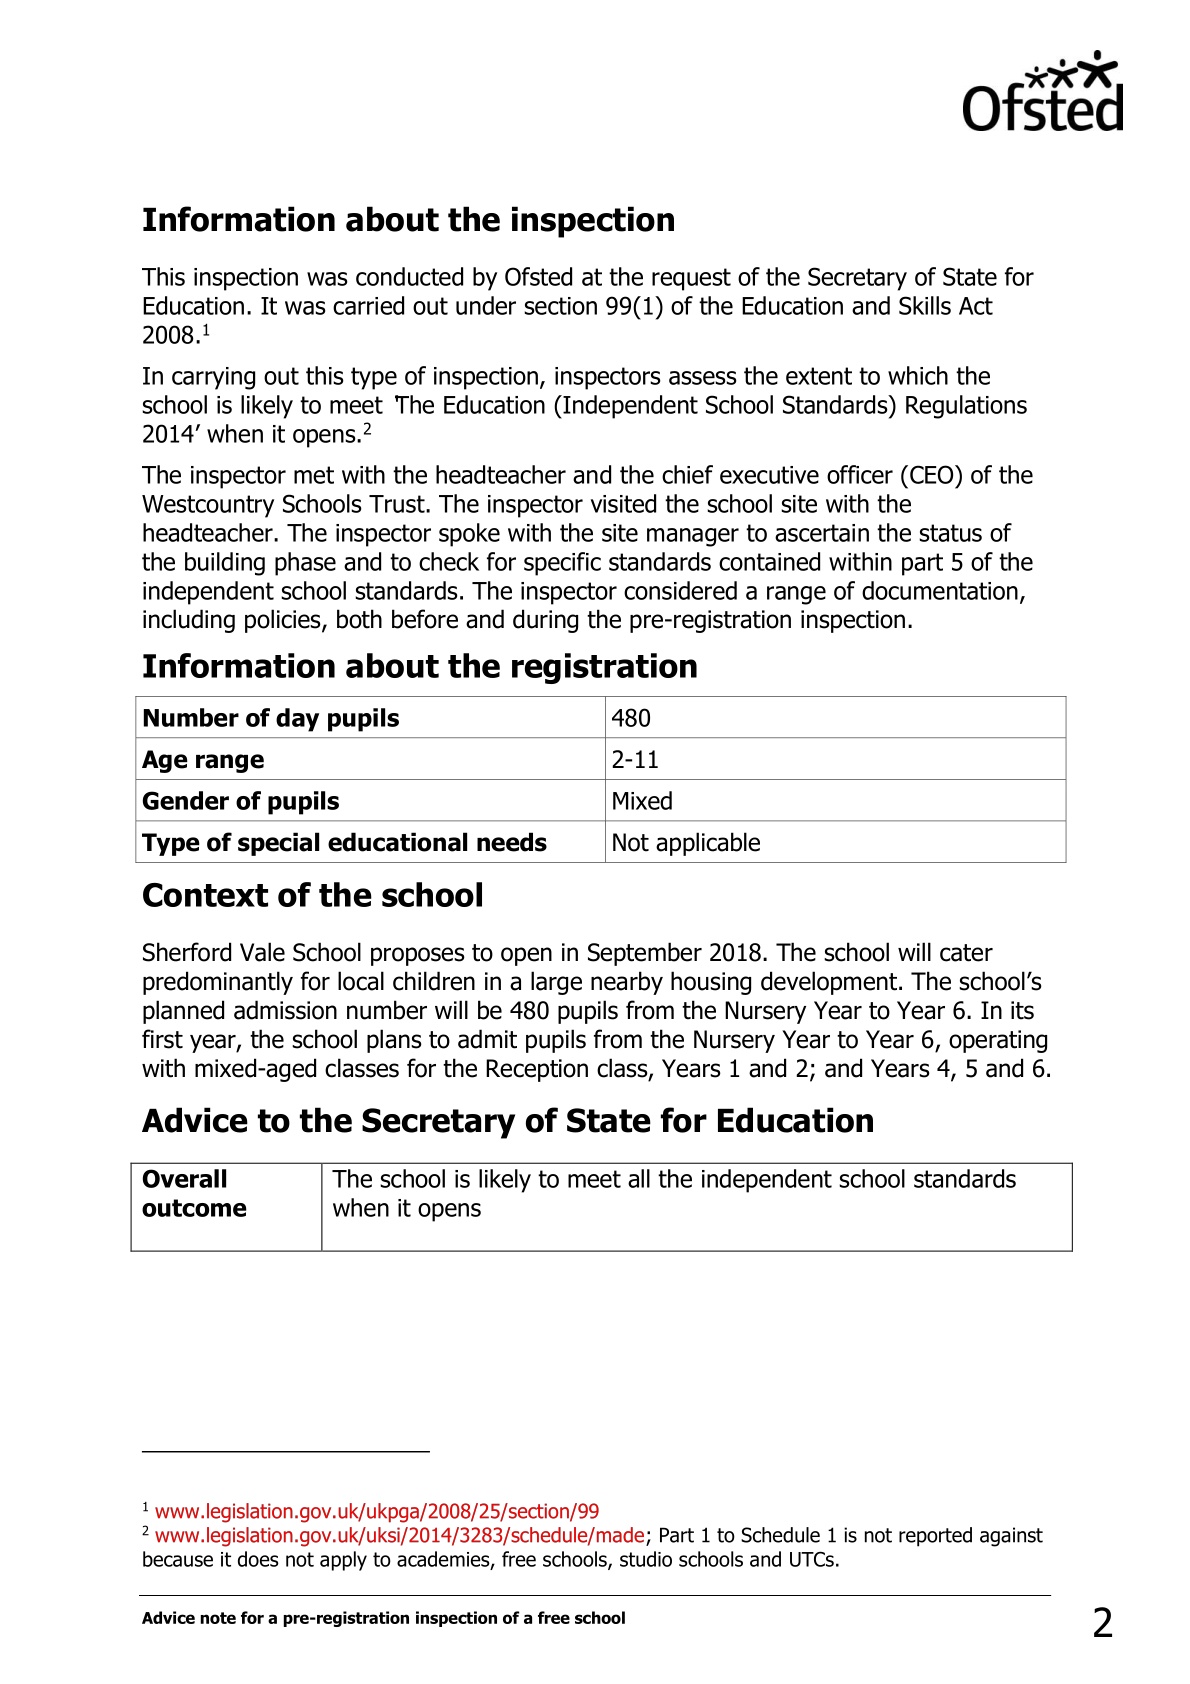 Ofsted
Information about the inspection
This inspection was conducted by Ofsted at the request of the Secretary of State for
Education. It was carried out under section 99(1) of the Education and Skills Act
2008.¹
In carrying out this type of inspection, inspectors assess the extent to which the
school is likely to meet ‘The Education (Independent School Standards) Regulations
2014’ when it opens.²
The inspector met with the headteacher and the chief executive officer (CEO) of the
Westcountry Schools Trust. The inspector visited the school site with the
headteacher. The inspector spoke with the site manager to ascertain the status of
the building phase and to check for specific standards contained within part 5 of the
independent school standards. The inspector considered a range of documentation,
including policies, both before and during the pre-registration inspection.
Information about the registration
Number of day pupils 480
Age range 2-11
Gender of pupils Mixed
Type of special educational needs Not applicable
Context of the school
Sherford Vale School proposes to open in September 2018. The school will cater
predominantly for local children in a large nearby housing development. The school’s
planned admission number will be 480 pupils from the Nursery Year to Year 6. In its
first year, the school plans to admit pupils from the Nursery Year to Year 6, operating
with mixed-aged classes for the Reception class, Years 1 and 2; and Years 4, 5 and 6.
Advice to the Secretary of State for Education
Overall The school is likely to meet all the independent school standards
outcome when it opens
¹ www.legislation.gov.uk/ukpga/2008/25/section/99
² www.legislation.gov.uk/uksi/2014/3283/schedule/made; Part 1 to Schedule 1 is not reported against
because it does not apply to academies, free schools, studio schools and UTCs.
Advice note for a pre-registration inspection of a free school 2